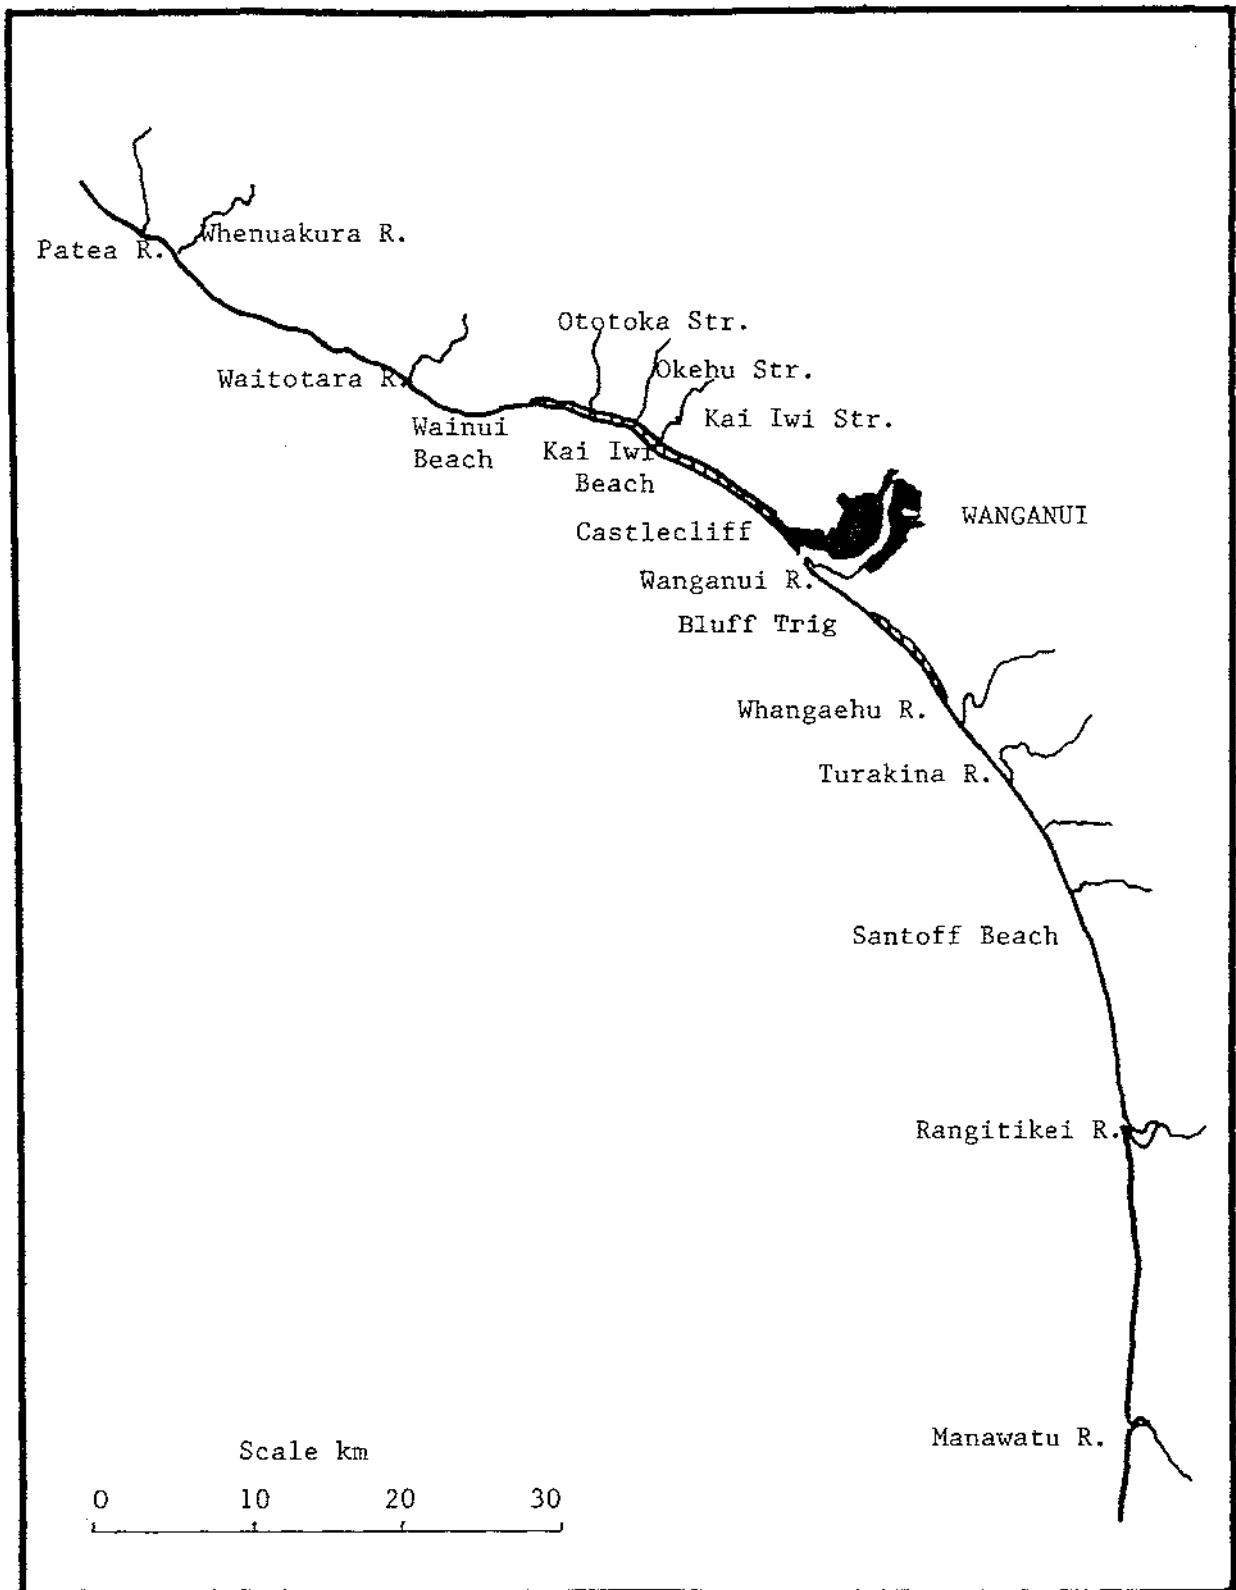 Whenuakura R.
Patea R.
Ototoka Str.
Okehu Str.
Waitotara R.
Kai Iwi Str.
Wainui
Beach
Kai Iwi
Beach
WANGANUI
Castlecliff
Wanganui R.
Bluff Trig
Whangaehu R.
Turakina R.
Santoff Beach
Rangitikei R.
Manawatu R.
Scale km
0 10 20 30